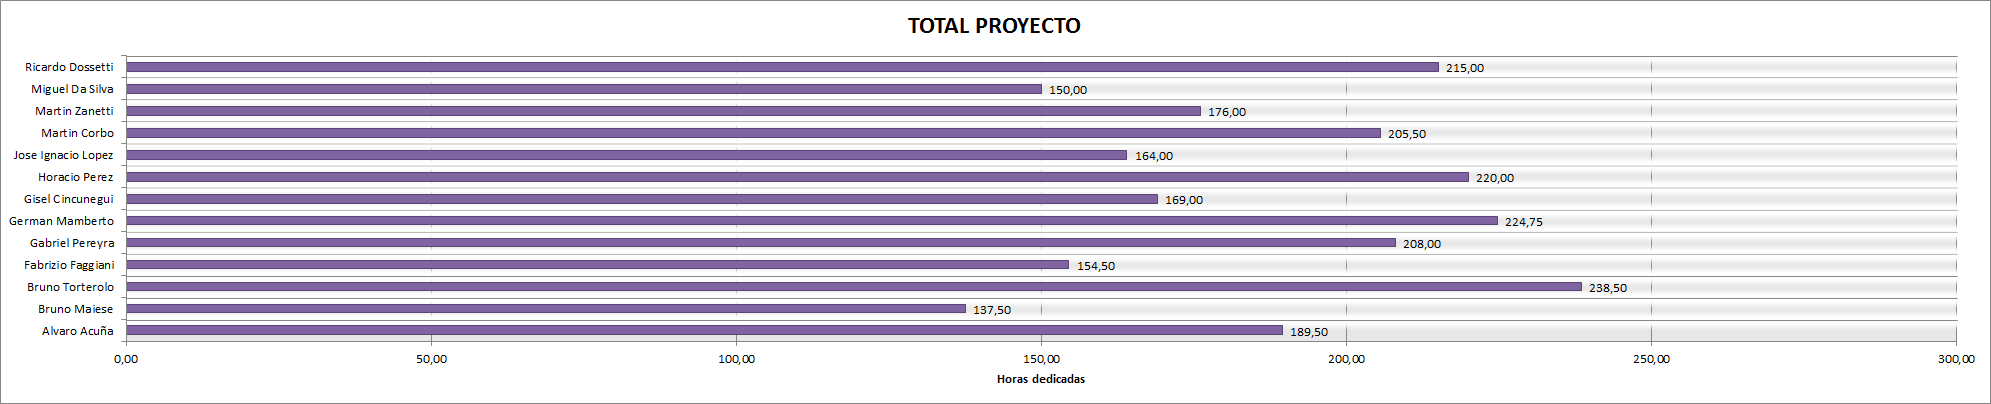 TOTAL PROYECTO
Ricardo Dossetti 215,00
Miguel Da Silva 150,00
Martin Zanetti 176,00
Martin Corbo 205,50
Jose Ignacio Lopez 164,00
Horacio Perez 220,00
Gisel Cincunegui 169,00
German Mamberto 224,75
Gabriel Pereyra 208,00
Fabrizio Faggiani 154,50
Bruno Torterolo 238,50
Bruno Maiese 137,50
Alvaro Acuña 189,50
0,00 50,00 100,00 150,00 200,00 250,00 300,00
Horas dedicadas